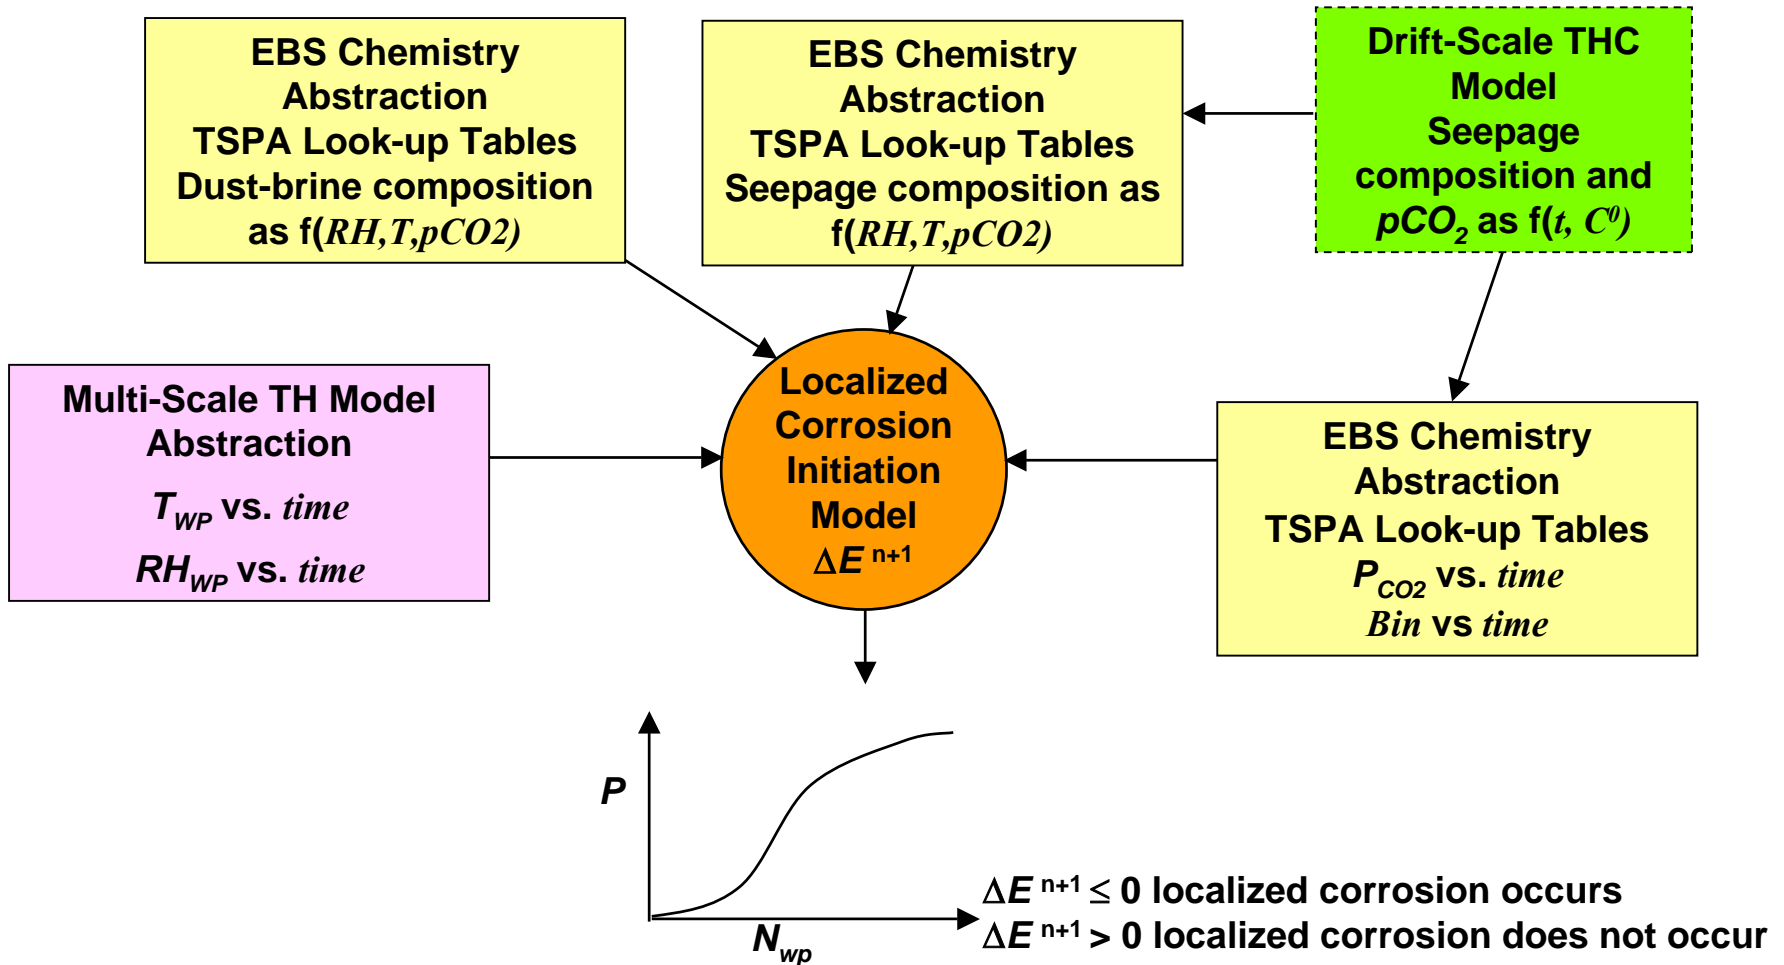 EBS Chemistry
Abstraction
TSPA Look-up Tables
Dust-brine composition
as f(RH,T,pCO2)
EBS Chemistry
Abstraction
TSPA Look-up Tables
Seepage composition as
f(RH,T,pCO2)
Drift-Scale THC
Model
Seepage
composition and
pCO₂ as f(t, C⁰)
Multi-Scale TH Model
Abstraction
T_WP vs. time
RH_WP vs. time
Localized
Corrosion
Initiation
Model
ΔE ⁿ⁺¹
EBS Chemistry
Abstraction
TSPA Look-up Tables
P_CO2 vs. time
Bin vs time
P
N_wp
ΔE ⁿ⁺¹ ≤ 0 localized corrosion occurs
ΔE ⁿ⁺¹ > 0 localized corrosion does not occur